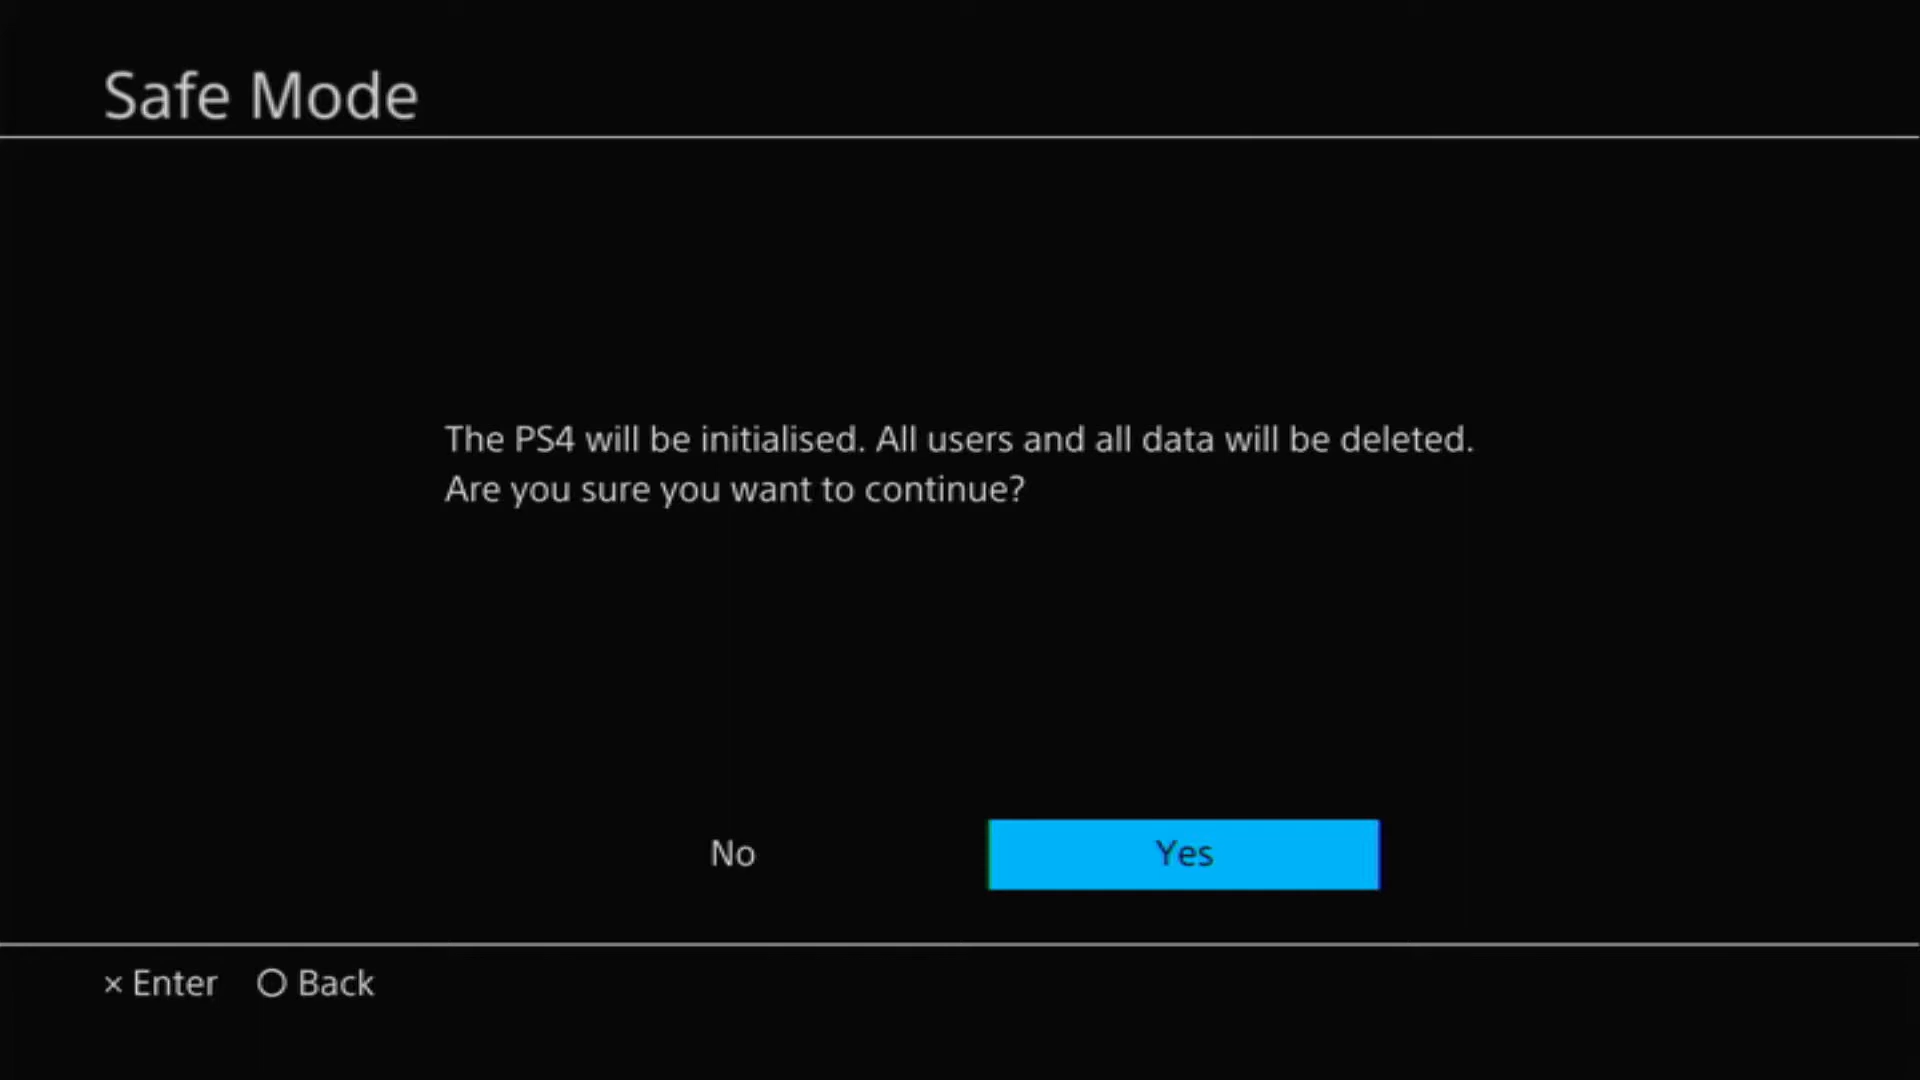 Safe Mode
The PS4 will be initialised. All users and all data will be deleted.
Are you sure you want to continue?
No Yes
× Enter ○ Back